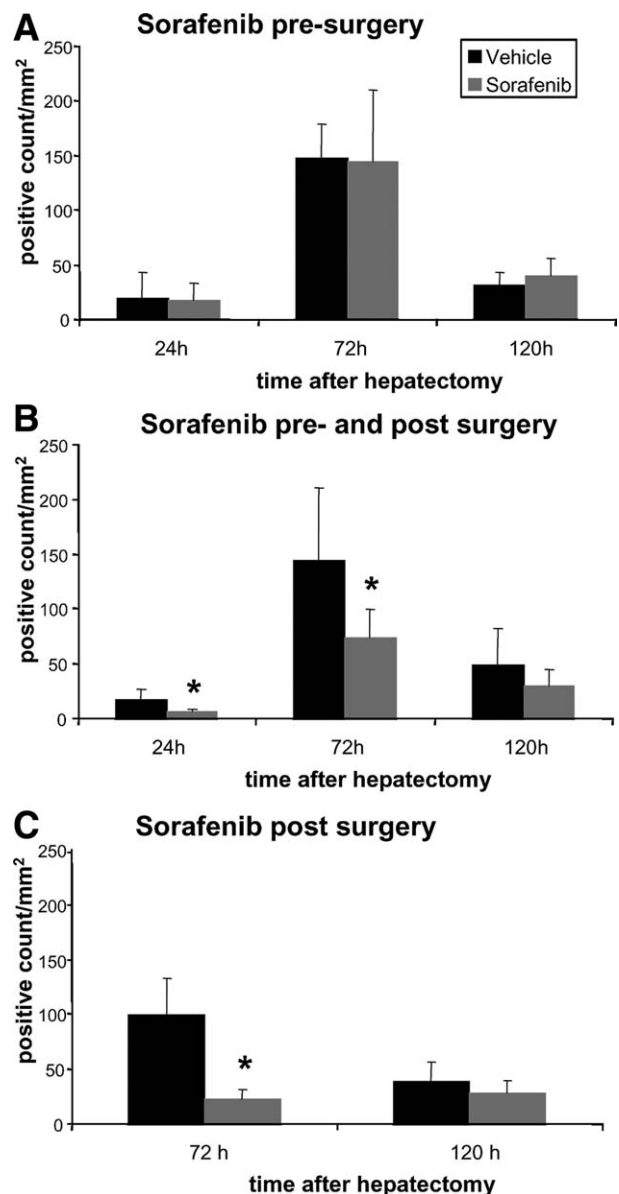 A
Sorafenib pre-surgery
Vehicle
Sorafenib
positive count/mm²
250
200
150
100
50
0
24h
72h
120h
time after hepatectomy
B
Sorafenib pre- and post surgery
positive count/mm²
250
200
150
100
50
0
*
*
24h
72h
120h
time after hepatectomy
C
Sorafenib post surgery
positive count/mm²
250
200
150
100
50
0
*
72 h
120 h
time after hepatectomy